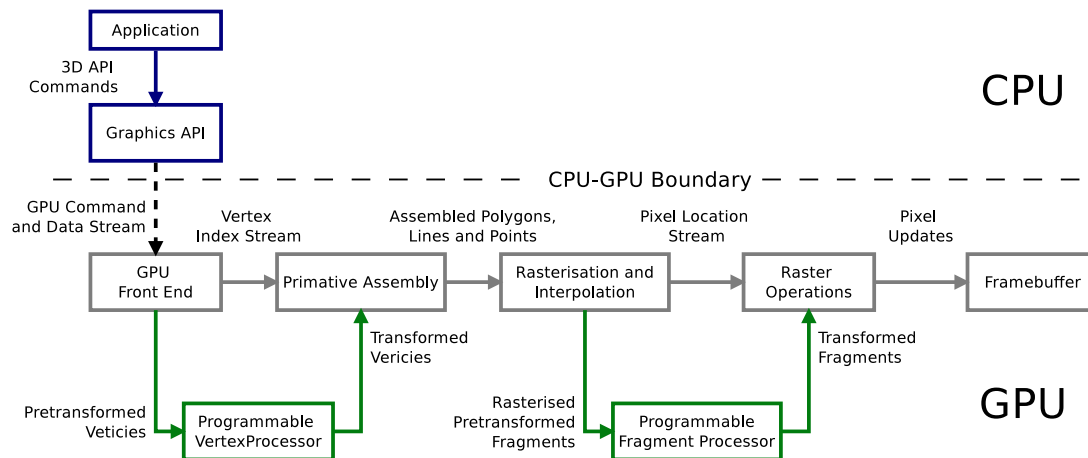 Application
3D API
Commands
CPU
Graphics API
CPU-GPU Boundary
GPU Command
and Data Stream
Vertex
Index Stream
Assembled Polygons,
Lines and Points
Pixel Location
Stream
Pixel
Updates
GPU
Front End
Primative Assembly
Rasterisation and
Interpolation
Raster
Operations
Framebuffer
Transformed
Vericies
Transformed
Fragments
Pretransformed
Veticies
Programmable
VertexProcessor
Rasterised
Pretransformed
Fragments
Programmable
Fragment Processor
GPU